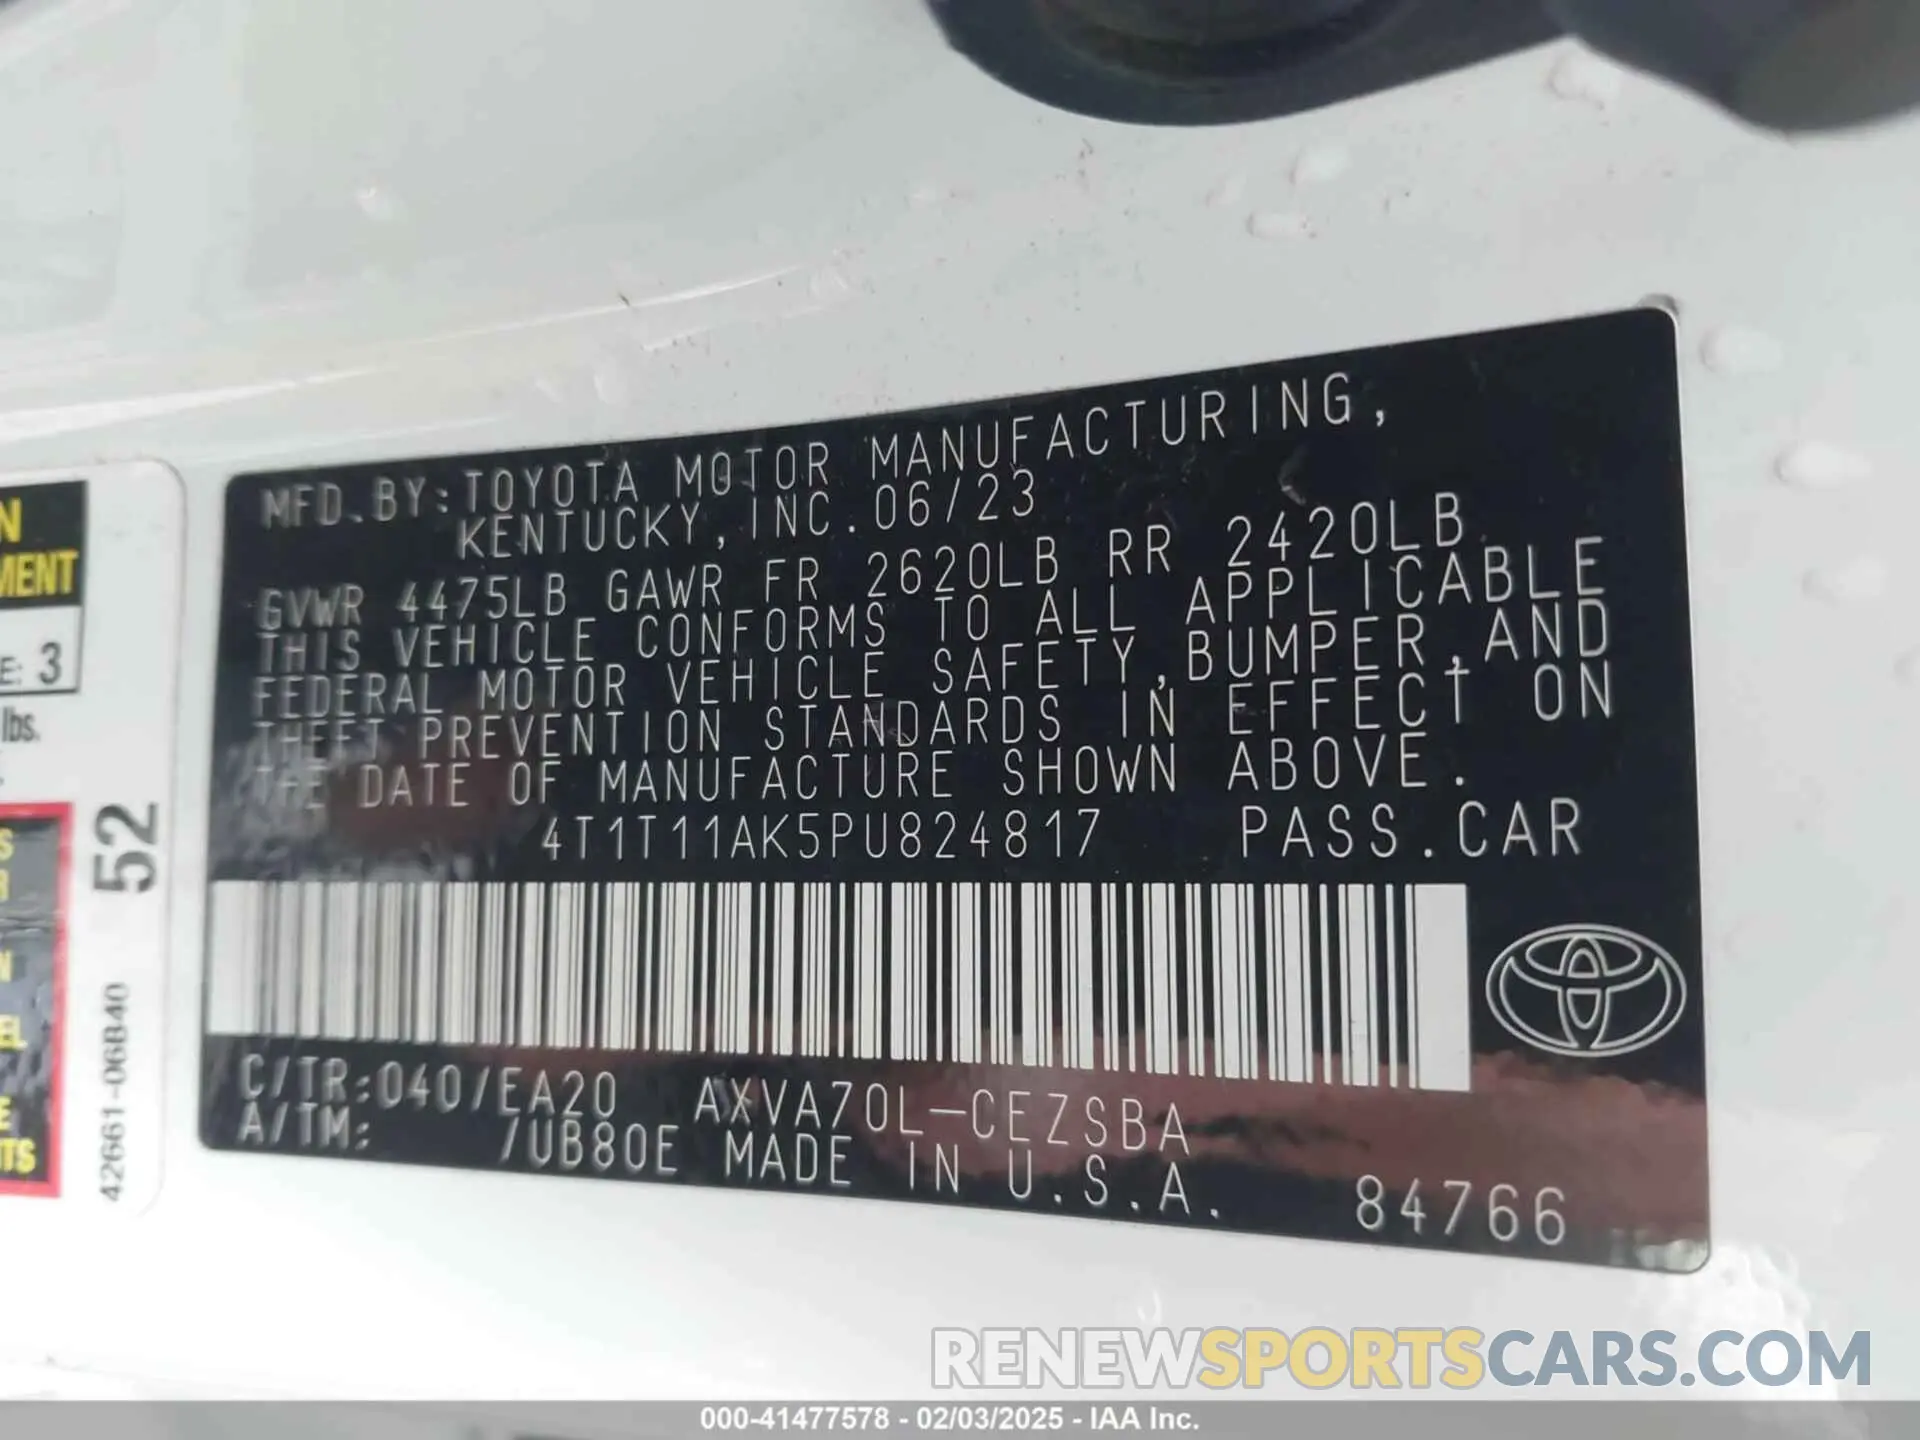 MFD.BY:TOYOTA MOTOR MANUFACTURING,
KENTUCKY,INC.06/23
GVWR 4475LB GAWR FR 2620LB RR 2420LB
THIS VEHICLE CONFORMS TO ALL APPLICABLE
FEDERAL MOTOR VEHICLE SAFETY,BUMPER,AND
THEFT PREVENTION STANDARDS IN EFFECT ON
THE DATE OF MANUFACTURE SHOWN ABOVE.
4T1T11AK5PU824817 PASS.CAR
C/TR:040/EA20 AXVA70L-CEZSBA
A/TM: /UB80E MADE IN U.S.A.
84766
N
MENT
E: 3
lbs.
52
42661-06B40
S
R
N
EL
E
TS
RENEWSPORTSCARS.COM
000-41477578 - 02/03/2025 - IAA Inc.